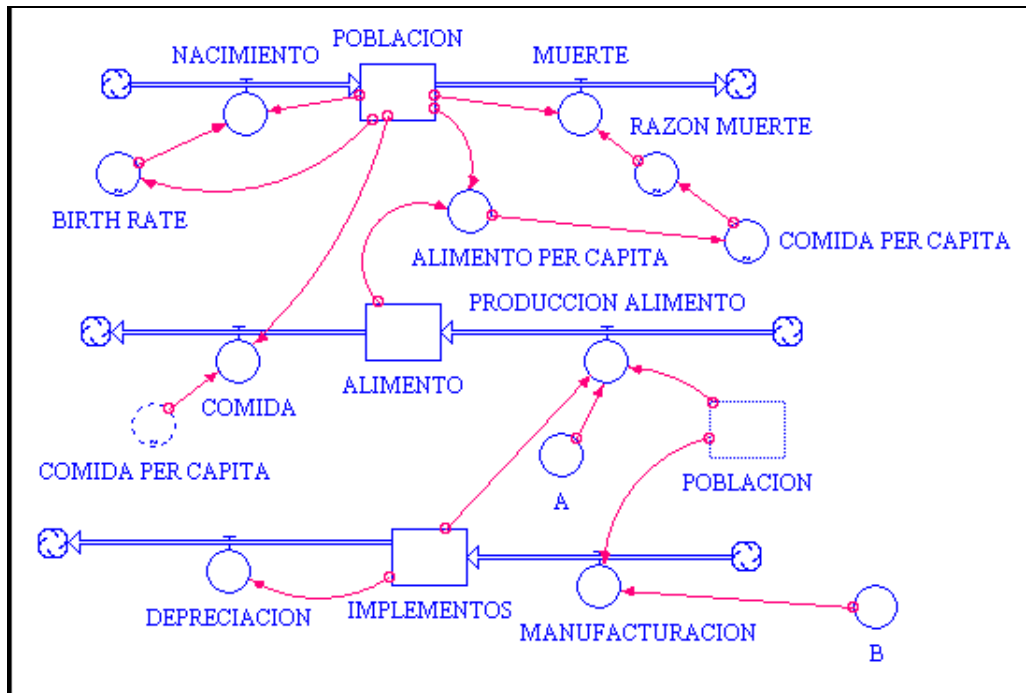 POBLACION
NACIMIENTO
MUERTE
RAZON MUERTE
BIRTH RATE
ALIMENTO PER CAPITA
COMIDA PER CAPITA
PRODUCCION ALIMENTO
ALIMENTO
COMIDA
COMIDA PER CAPITA
A
POBLACION
DEPRECIACION
IMPLEMENTOS
MANUFACTURACION
B